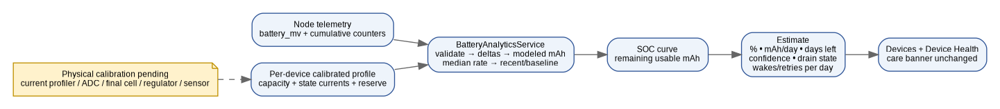 Node telemetry
battery_mv + cumulative counters
Physical calibration pending
current profiler / ADC / final cell / regulator / sensor
Per-device calibrated profile
capacity + state currents + reserve
BatteryAnalyticsService
validate → deltas → modeled mAh
median rate → recent/baseline
SOC curve
remaining usable mAh
Estimate
% • mAh/day • days left
confidence • drain state
wakes/retries per day
Devices + Device Health
care banner unchanged